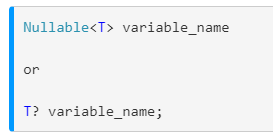 Nullable<T> variable_name
or
T? variable_name;